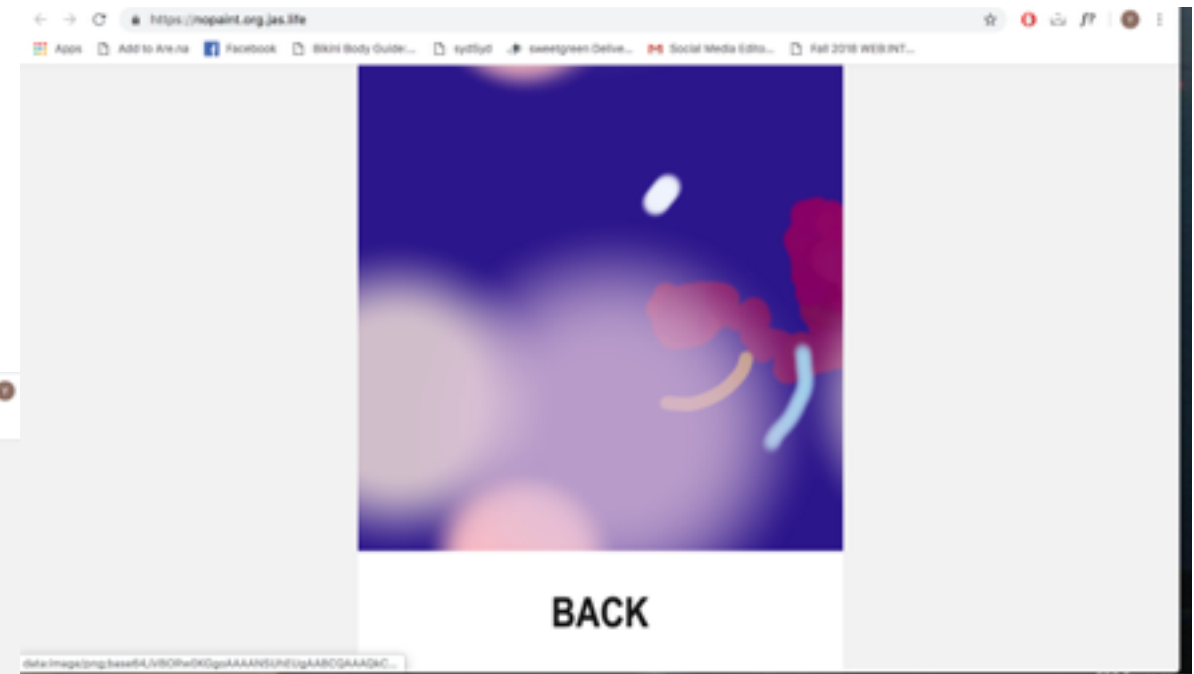 https://nopaint.org.jas.life
Apps Add to Are.na Facebook Bikini Body Guide:... sydSyd sweetgreen Delive... Social Media Edito... Fall 2018 WEB INT...
BACK
data:image/png;base64,iVBORw0KGgoAAAANSUhEUgAABCQAAAQkC...